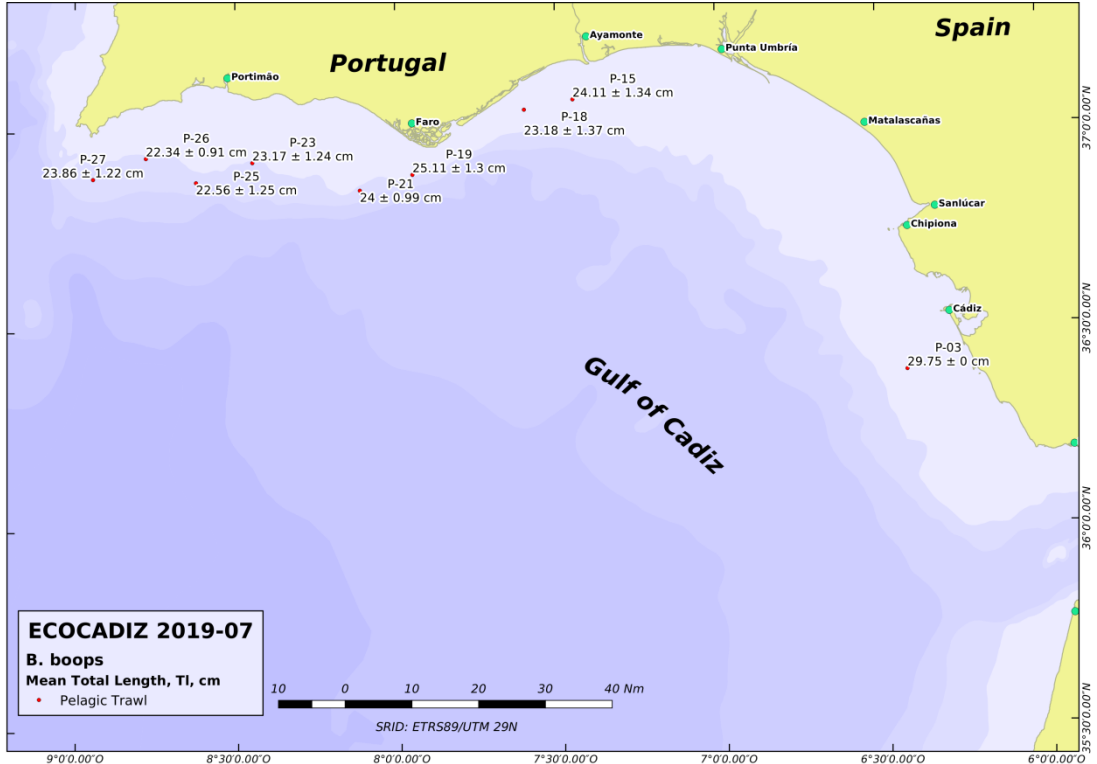 Spain
Portugal
Ayamonte
Punta Umbría
Portimão
P-15
24.11 ± 1.34 cm
Faro
P-18
23.18 ± 1.37 cm
Matalascañas
P-26
22.34 ± 0.91 cm
P-23
23.17 ± 1.24 cm
P-27
23.86 ± 1.22 cm
P-19
25.11 ± 1.3 cm
P-25
22.56 ± 1.25 cm
P-21
24 ± 0.99 cm
Sanlúcar
Chipiona
Cádiz
P-03
29.75 ± 0 cm
Gulf of Cadiz
37°0'0.00"N
36°30'0.00"N
36°0'0.00"N
35°30'0.00"N
ECOCADIZ 2019-07
B. boops
Mean Total Length, Tl, cm
Pelagic Trawl
10 0 10 20 30 40 Nm
SRID: ETRS89/UTM 29N
9°0'0.00"O 8°30'0.00"O 8°0'0.00"O 7°30'0.00"O 7°0'0.00"O 6°30'0.00"O 6°0'0.00"O